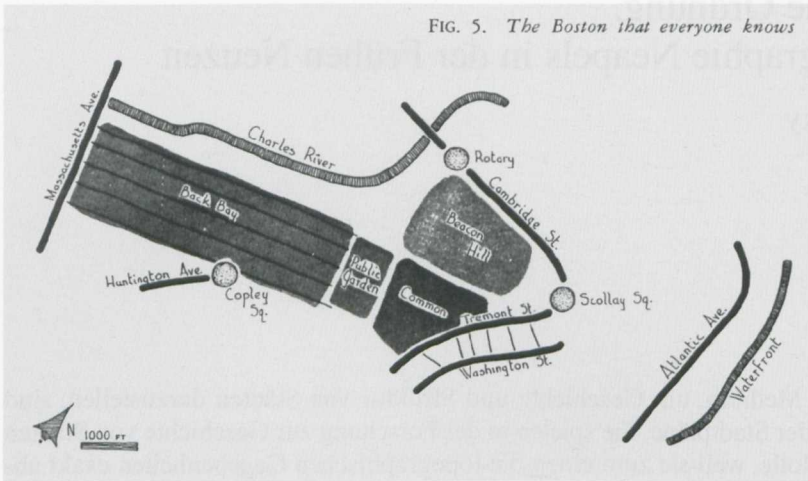 FIG. 5. The Boston that everyone knows
Massachusetts Ave.
Charles River
Rotary
Cambridge St.
Back Bay
Beacon
Hill
Public
Garden
Huntington Ave.
Copley
Sq.
Common
Scollay Sq.
Tremont St.
Washington St.
Atlantic Ave.
Waterfront
1000 FT